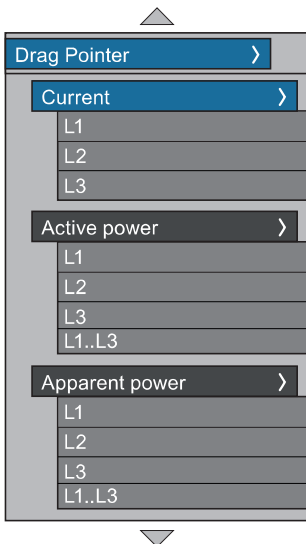 Drag Pointer
Current
L1
L2
L3
Active power
L1
L2
L3
L1..L3
Apparent power
L1
L2
L3
L1..L3